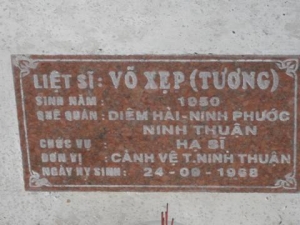 LIỆT SĨ : VÕ XẸP (TƯƠNG)
SINH NĂM : 1950
QUÊ QUÁN : DIÊM HẢI-NINH PHƯỚC
NINH THUẬN
CHỨC VỤ : HẠ SĨ
ĐƠN VỊ : CẢNH VỆ T.NINH THUẬN
NGÀY HY SINH: 24-09-1968